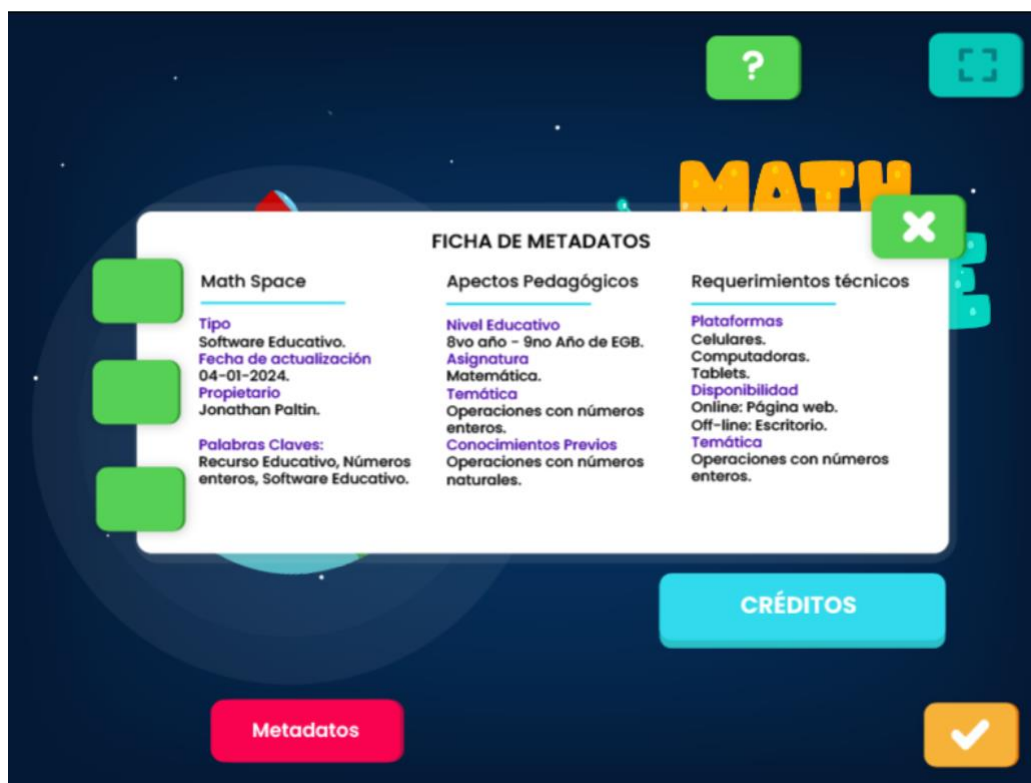 ?
MATH
FICHA DE METADATOS
Math Space
Tipo
Software Educativo.
Fecha de actualización
04-01-2024.
Propietario
Jonathan Paltin.
Palabras Claves:
Recurso Educativo, Números
enteros, Software Educativo.
Apectos Pedagógicos
Nivel Educativo
8vo año - 9no Año de EGB.
Asignatura
Matemática.
Temática
Operaciones con números
enteros.
Conocimientos Previos
Operaciones con números
naturales.
Requerimientos técnicos
Plataformas
Celulares.
Computadoras.
Tablets.
Disponibilidad
Online: Página web.
Off-line: Escritorio.
Temática
Operaciones con números
enteros.
CRÉDITOS
Metadatos